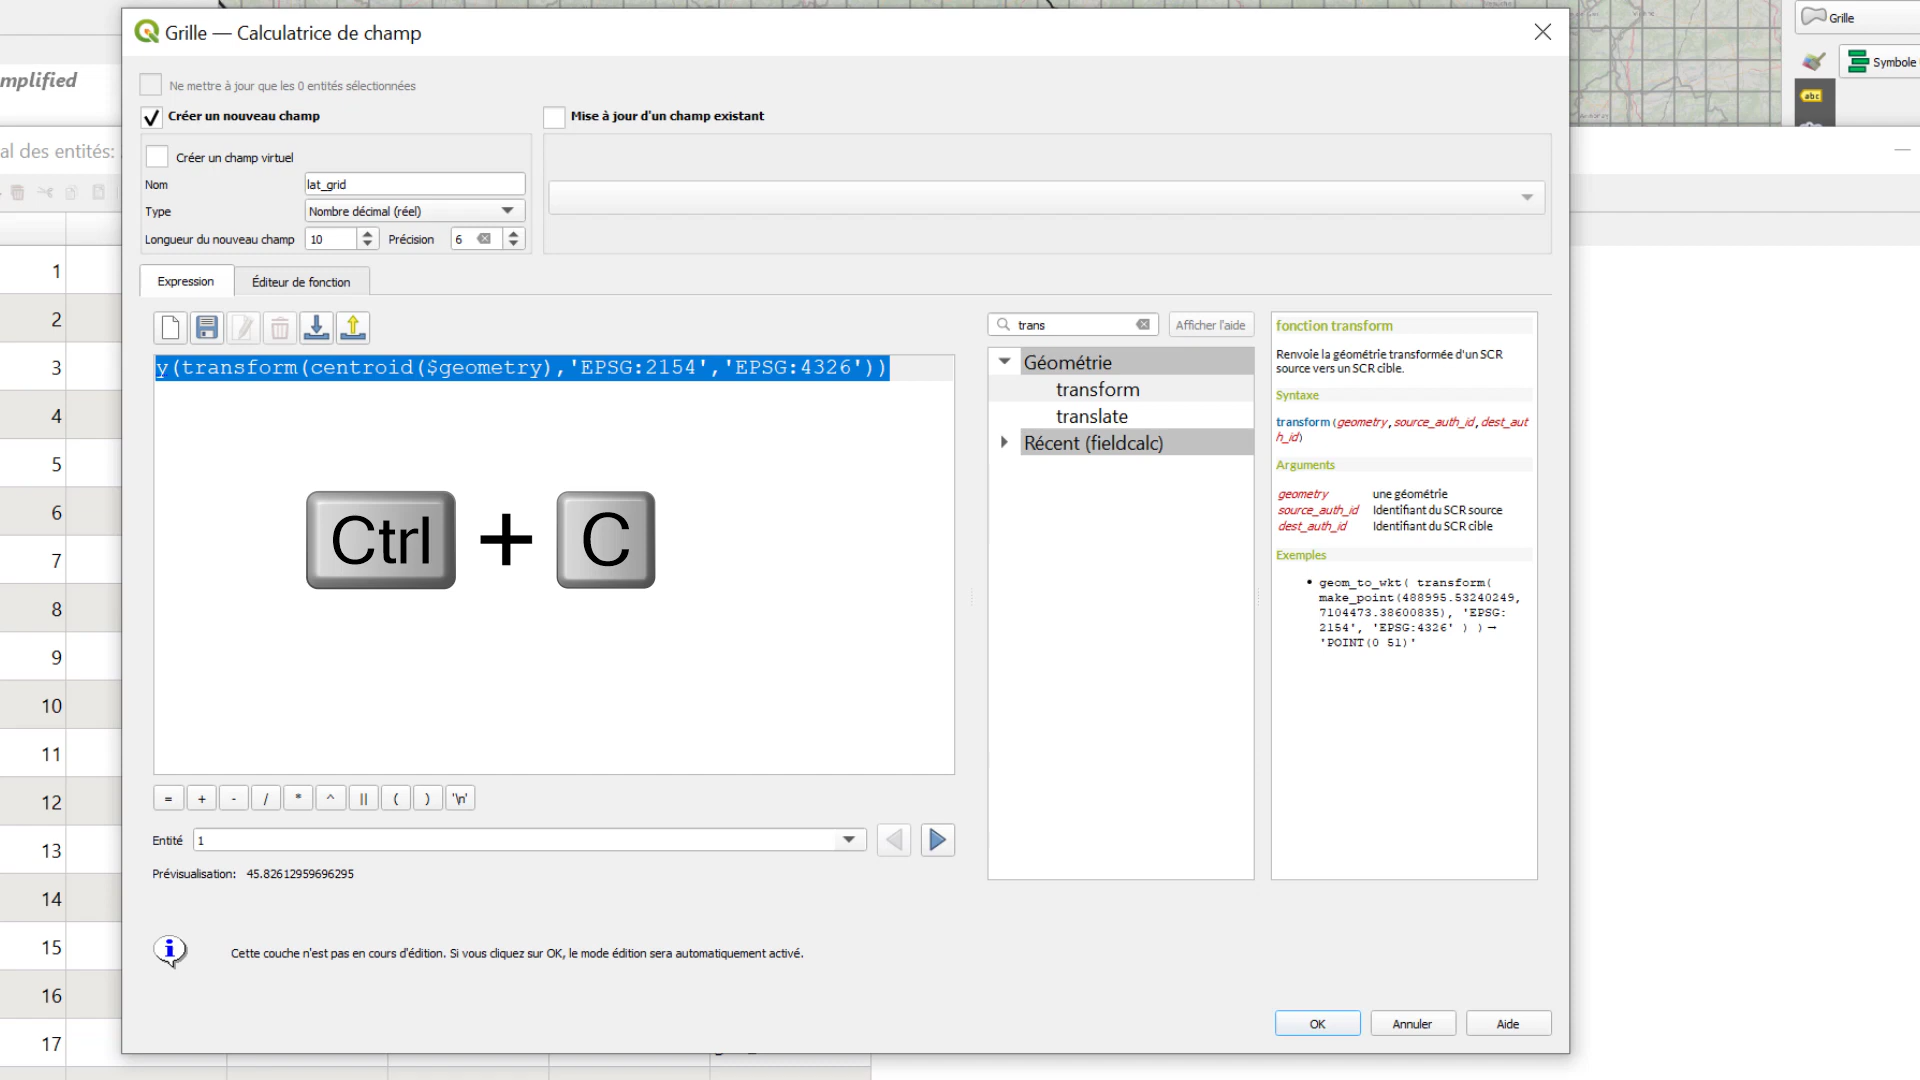 Grille — Calculatrice de champ
Grille
mplified
Symbole
Ne mettre à jour que les 0 entités sélectionnées
abc
Créer un nouveau champ
Mise à jour d'un champ existant
al des entités:
Créer un champ virtuel
Nom lat_grid
Type Nombre décimal (réel)
Longueur du nouveau champ 10 Précision 6
Expression Éditeur de fonction
trans Afficher l'aide
y(transform(centroid($geometry),'EPSG:2154','EPSG:4326'))
Géométrie
transform
translate
Récent (fieldcalc)
fonction transform
Renvoie la géométrie transformée d'un SCR
source vers un SCR cible.
Syntaxe
transform(geometry,source_auth_id,dest_aut
h_id)
Arguments
geometry une géométrie
source_auth_id Identifiant du SCR source
dest_auth_id Identifiant du SCR cible
Exemples
geom_to_wkt( transform(
make_point(488995.53240249,
7104473.38600835), 'EPSG:
2154', 'EPSG:4326' ) ) →
'POINT(0 51)'
Ctrl + C
= + - / * ^ || ( ) '\n'
Entité 1
Prévisualisation: 45.82612959696295
Cette couche n'est pas en cours d'édition. Si vous cliquez sur OK, le mode édition sera automatiquement activé.
OK Annuler Aide
1
2
3
4
5
6
7
8
9
10
11
12
13
14
15
16
17